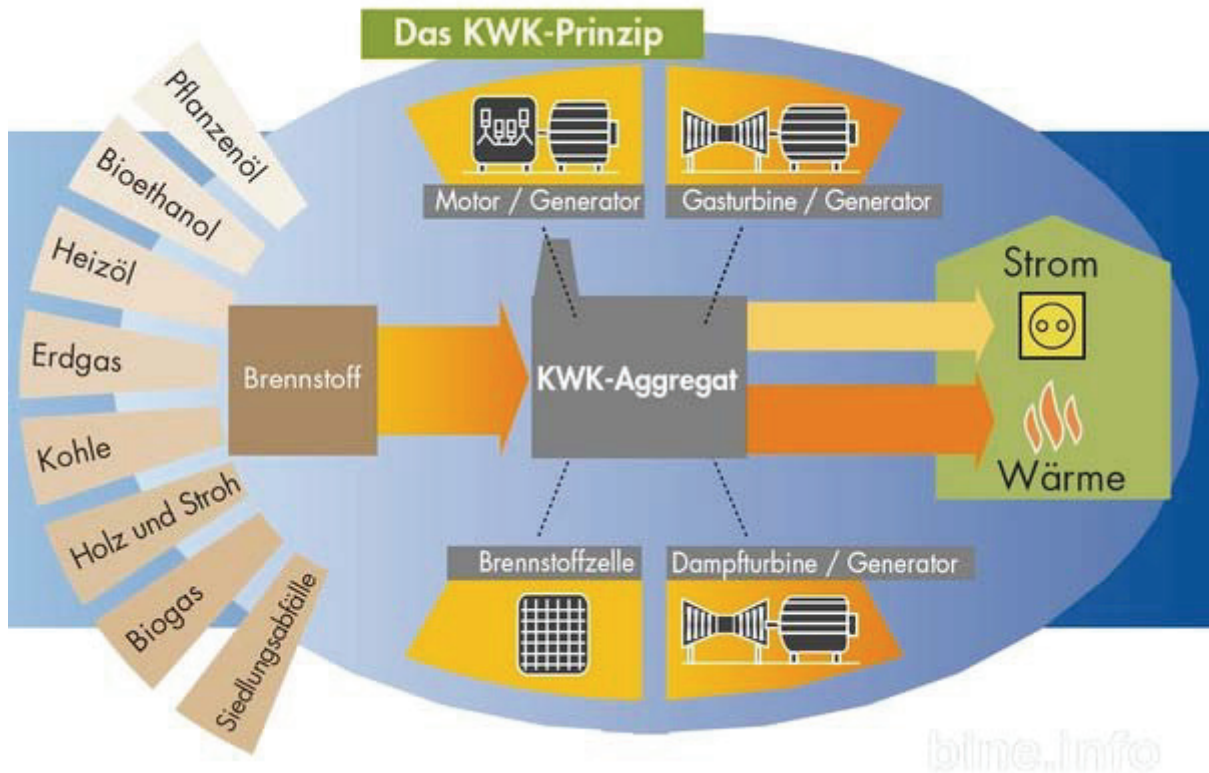 Das KWK-Prinzip
Pflanzenöl
Bioethanol
Heizöl
Erdgas
Kohle
Holz und Stroh
Biogas
Siedlungsabfälle
Brennstoff
Motor / Generator
Gasturbine / Generator
KWK-Aggregat
Brennstoffzelle
Dampfturbine / Generator
Strom
Wärme
bine.info